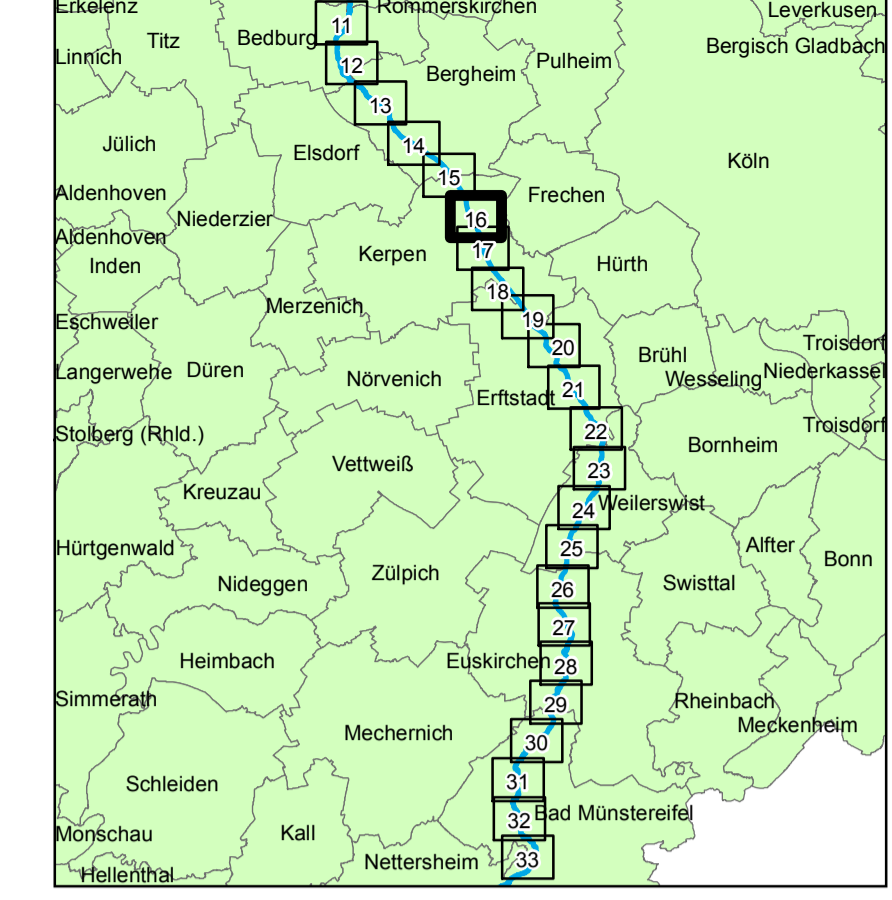 Erkelenz
Rommerskirchen
Leverkusen
11
Titz
Bedburg
Bergisch Gladbach
Linnich
12
Bergheim
Pulheim
13
Jülich
14
Elsdorf
Köln
15
Aldenhoven
Frechen
Niederzier
16
Aldenhoven
17
Kerpen
Inden
Hürth
18
Merzenich
19
Eschweiler
20
Troisdorf
Brühl
Langerwehe
Düren
Nörvenich
Wesseling
Niederkassel
21
Erftstadt
Troisdorf
22
Stolberg (Rhld.)
Bornheim
Vettweiß
23
Kreuzau
24
Weilerswist
Hürtgenwald
25
Alfter
Bonn
Zülpich
Nideggen
26
Swisttal
27
Heimbach
Euskirchen
28
Simmerath
29
Rheinbach
Meckenheim
Mechernich
30
Schleiden
31
32
Bad Münstereifel
Monschau
Kall
Nettersheim
33
Hellenthal